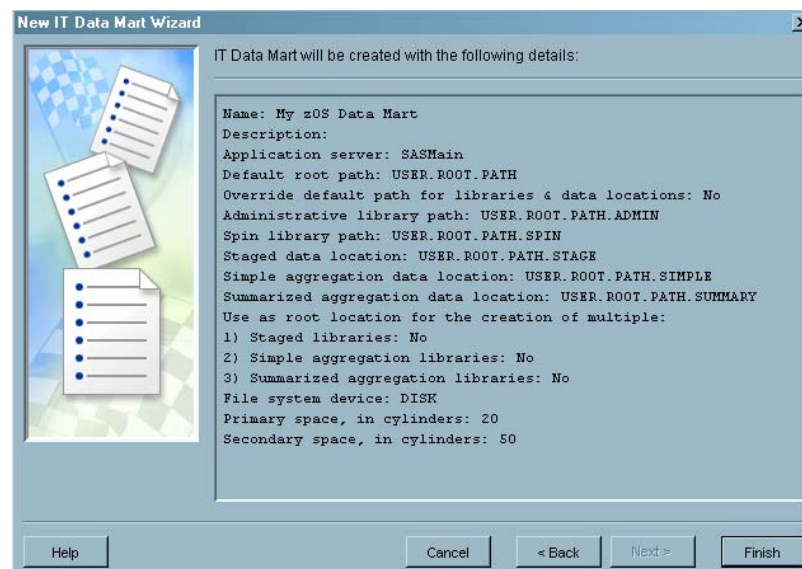 New IT Data Mart Wizard
IT Data Mart will be created with the following details:
Name: My zOS Data Mart
Description:
Application server: SASMain
Default root path: USER.ROOT.PATH
Override default path for libraries & data locations: No
Administrative library path: USER.ROOT.PATH.ADMIN
Spin library path: USER.ROOT.PATH.SPIN
Staged data location: USER.ROOT.PATH.STAGE
Simple aggregation data location: USER.ROOT.PATH.SIMPLE
Summarized aggregation data location: USER.ROOT.PATH.SUMMARY
Use as root location for the creation of multiple:
1) Staged libraries: No
2) Simple aggregation libraries: No
3) Summarized aggregation libraries: No
File system device: DISK
Primary space, in cylinders: 20
Secondary space, in cylinders: 50
Help
Cancel
< Back
Next >
Finish